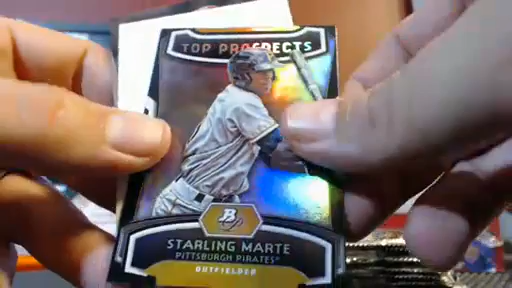 TOP PROSPECTS
B
STARLING MARTE
PITTSBURGH PIRATES
OUTFIELDER